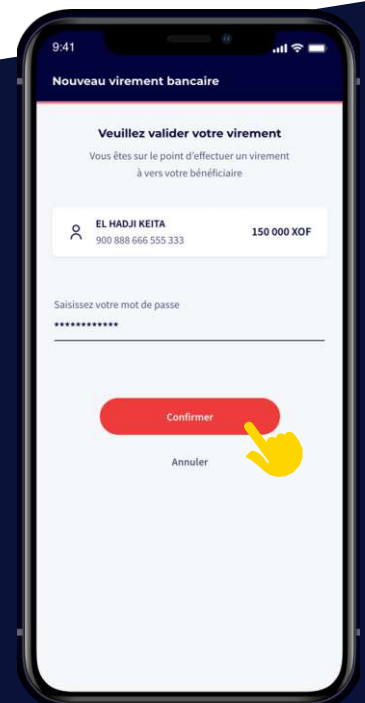 9:41
Nouveau virement bancaire
Veuillez valider votre virement
Vous êtes sur le point d'effectuer un virement
à vers votre bénéficiaire
EL HADJI KEITA
150 000 XOF
900 888 666 555 333
Saisissez votre mot de passe
************
Confirmer
Annuler